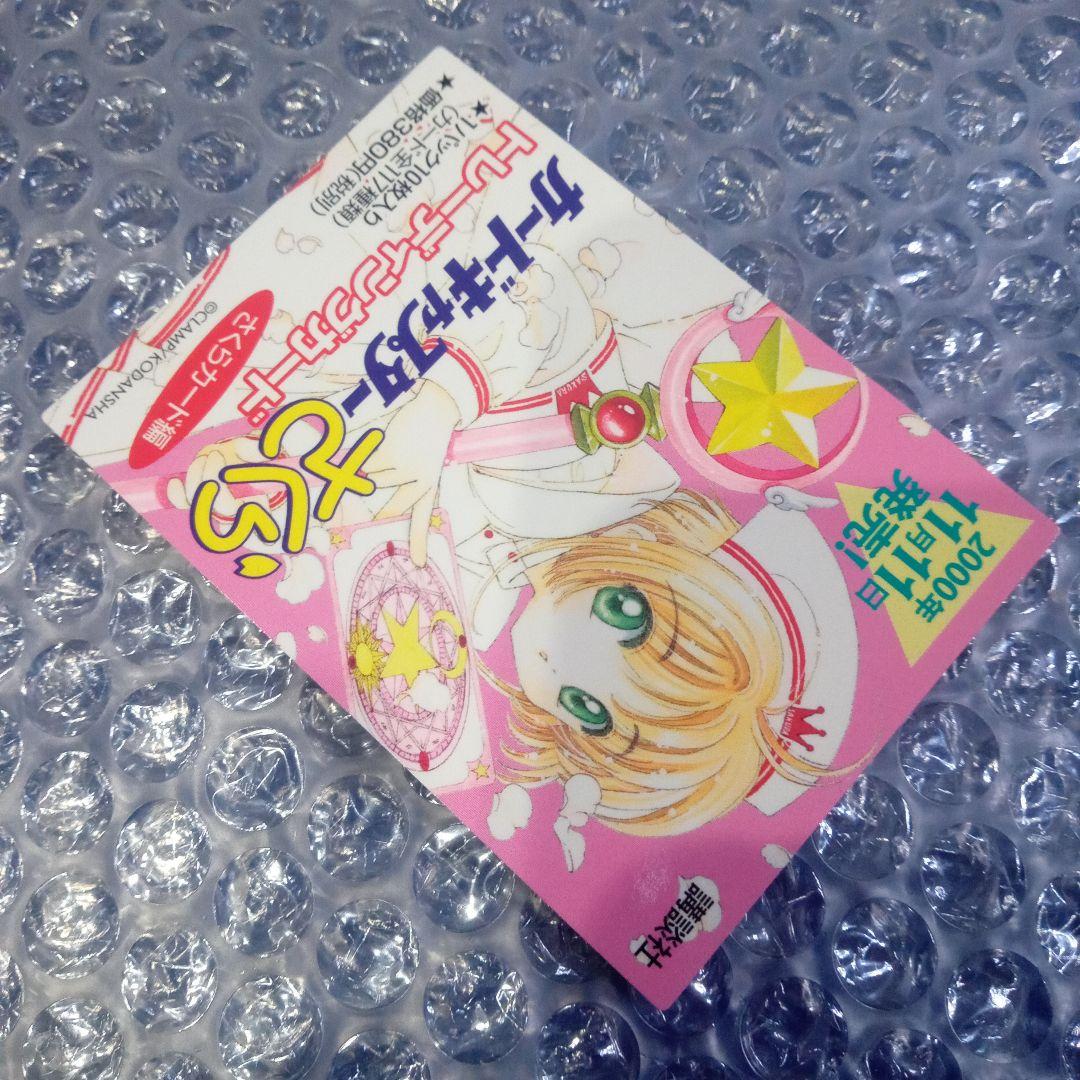 2000年
11月11日
発売!
カードキャプター
さくら
トレーディングカード
さくらカード編
★1パック10枚入り
(カード全117種類)
★価格380円(税別)
©CLAMP/KODANSHA
講談社
SAKURA
SAKURA